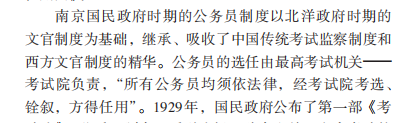 南京国民政府时期的公务员制度以北洋政府时期的
文官制度为基础，继承、吸收了中国传统考试监察制度和
西方文官制度的精华。公务员的选任由最高考试机关——
考试院负责，“所有公务员均须依法律，经考试院考选、
铨叙，方得任用”。1929年，国民政府公布了第一部《考